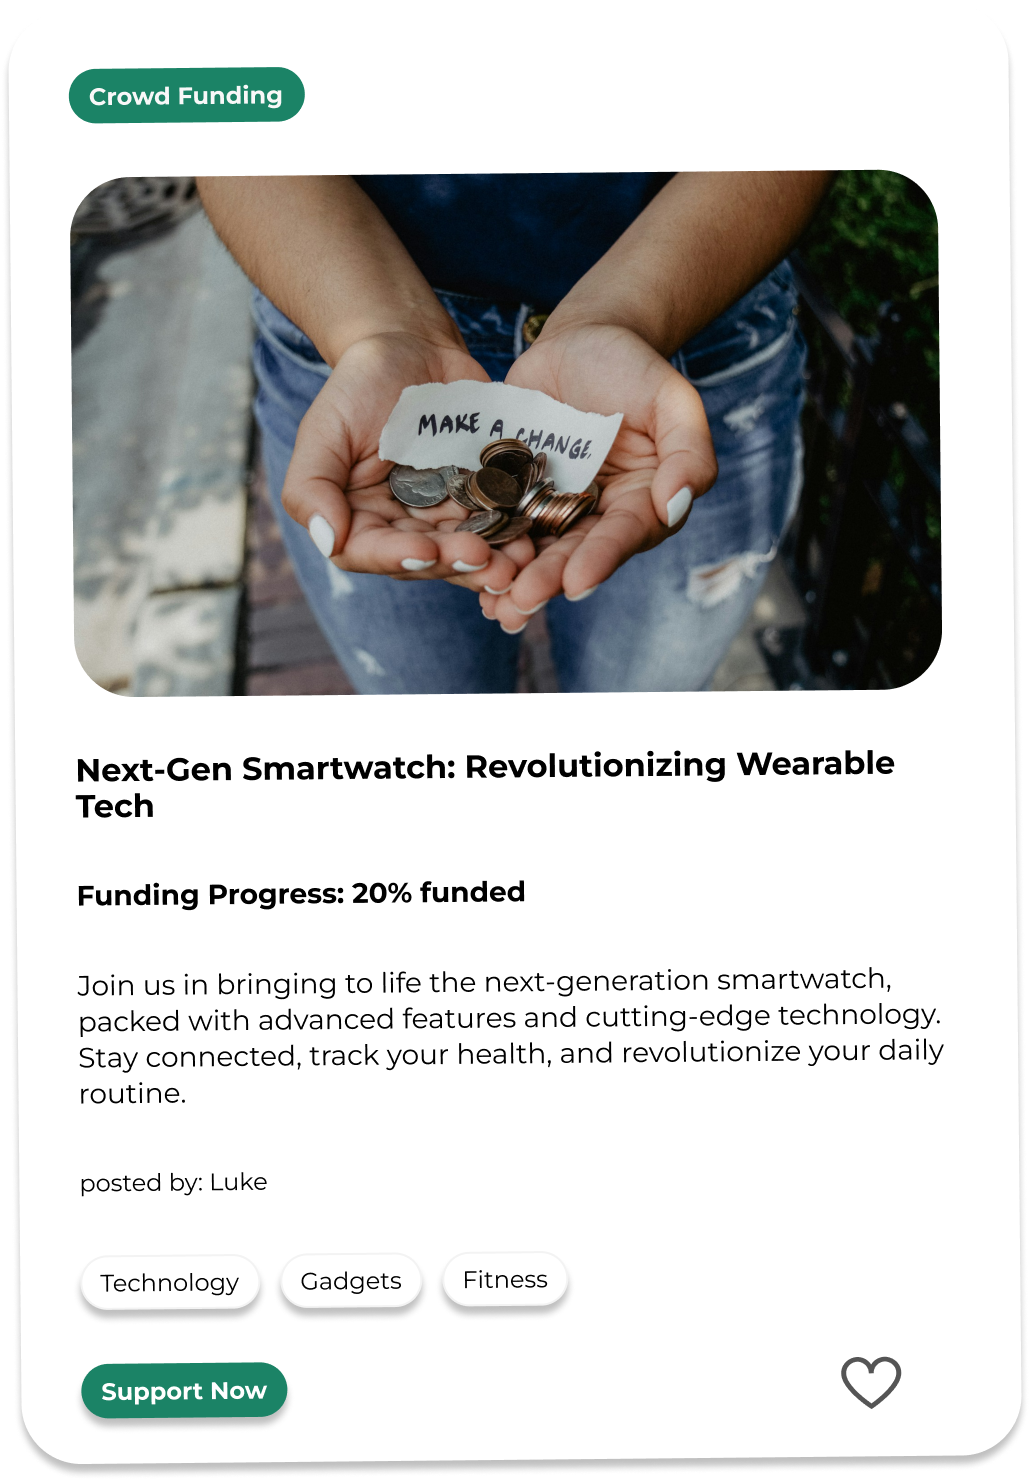 Crowd Funding
MAKE A CHANGE.
Next-Gen Smartwatch: Revolutionizing Wearable
Tech
Funding Progress: 20% funded
Join us in bringing to life the next-generation smartwatch,
packed with advanced features and cutting-edge technology.
Stay connected, track your health, and revolutionize your daily
routine.
posted by: Luke
Technology Gadgets Fitness
Support Now